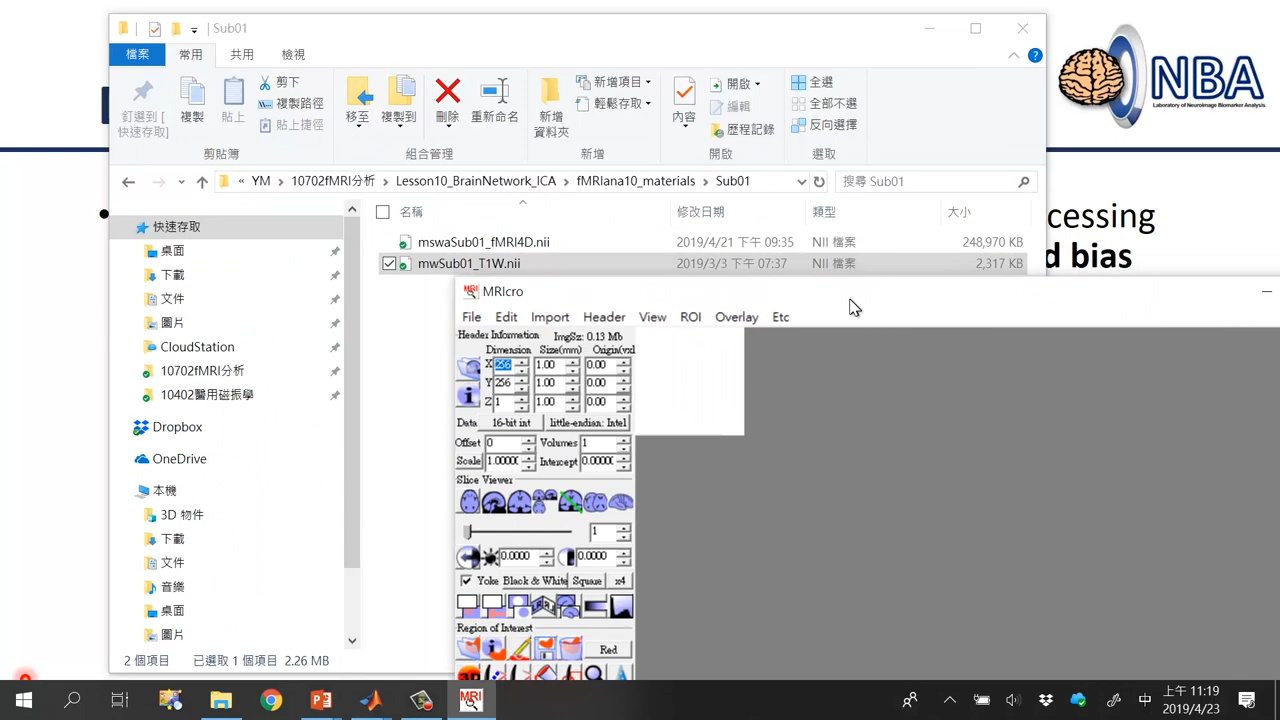 Sub01
檔案 常用 共用 檢視
釘選到 [快速存取] 複製 貼上 剪下 複製路徑 貼上捷徑 移至 複製到 刪除 重新命名 新增資料夾 新增項目 輕鬆存取 內容 開啟 編輯 歷程記錄 全選 全部不選 反向選擇
剪貼簿 組合管理 新增 開啟 選取
NBA
Laboratory of Neuroimage Biomarker Analysis
« YM 10702fMRI分析 Lesson10_BrainNetwork_ICA fMRIana10_materials Sub01 搜尋 Sub01
名稱 修改日期 類型 大小
mswaSub01_fMRI4D.nii 2019/4/21 下午 09:35 NII 檔案 248,970 KB
mwSub01_T1W.nii 2019/3/3 下午 07:37 NII 檔案 2,317 KB
cessing
d bias
快速存取
桌面
下載
文件
圖片
CloudStation
10702fMRI分析
10402醫用磁振學
Dropbox
OneDrive
本機
3D 物件
下載
文件
音樂
桌面
圖片
2 個項目 已選取 1 個項目 2.26 MB
MRI MRIcro
File Edit Import Header View ROI Overlay Etc
Header Information ImgSz: 0.13 Mb
Dimension Size(mm) Origin(vxl
X 256 1.00 0.00
Y 256 1.00 0.00
Z 1 1.00 0.00
Data 16-bit int little-endian: Intel
Offset 0 Volumes 1
Scale 1.0000 Intercept 0.0000
Slice Viewer
1
0.0000 0.0000
Yoke Black & White Square x4
Region of Interest
Red
3D
MRI
中 上午 11:19
2019/4/23